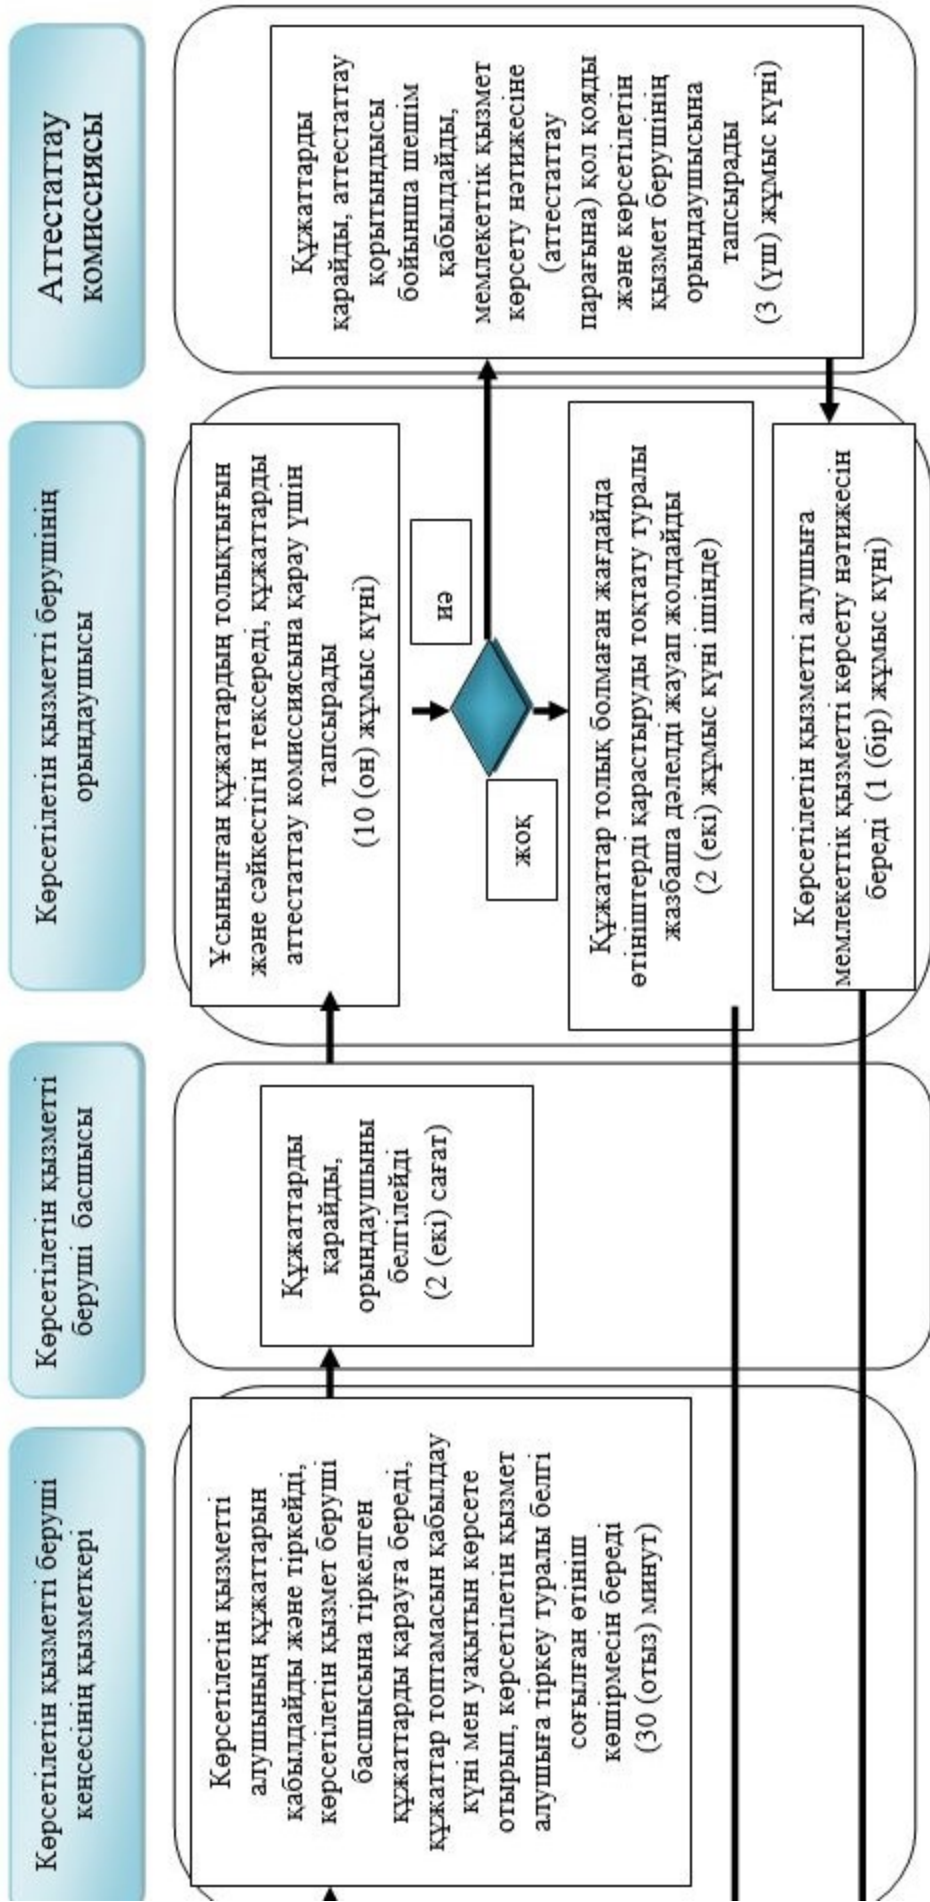 Көрсетілетін қызметті беруші
кеңсесінің қызметкері
Көрсетілетін қызметті
беруші басшысы
Көрсетілетін қызметті берушінің
орындаушысы
Аттестаттау
комиссиясы
Көрсетілетін қызметті
алушының құжаттарын
қабылдайды және тіркейді,
көрсетілетін қызмет беруші
басшысына тіркелген
құжаттарды қарауға береді,
құжаттар топтамасын қабылдау
күні мен уақытын көрсете
отырып, көрсетілетін қызмет
алушыға тіркеу туралы белгі
соғылған өтініш
көшірмесін береді
(30 (отыз) минут)
Құжаттарды
қарайды,
орындаушыны
белгілейді
(2 (екі) сағат)
Ұсынылған құжаттардың толықтығын
және сәйкестігін тексереді, құжаттарды
аттестаттау комиссиясына қарау үшін
тапсырады
(10 (он) жұмыс күні)
иә
жоқ
Құжаттар толық болмаған жағдайда
өтініштерді қарастыруды тоқтату туралы
жазбаша дәлелді жауап жолдайды
(2 (екі) жұмыс күні ішінде)
Көрсетілетін қызметті алушыға
мемлекеттік қызметті көрсету нәтижесін
береді (1 (бір) жұмыс күні)
Құжаттарды
қарайды, аттестаттау
қорытындысы
бойынша шешім
қабылдайды,
мемлекеттік қызмет
көрсету нәтижесіне
(аттестаттау
парағына) қол қояды
және көрсетілетін
қызмет берушінің
орындаушысына
тапсырады
(3 (үш) жұмыс күні)